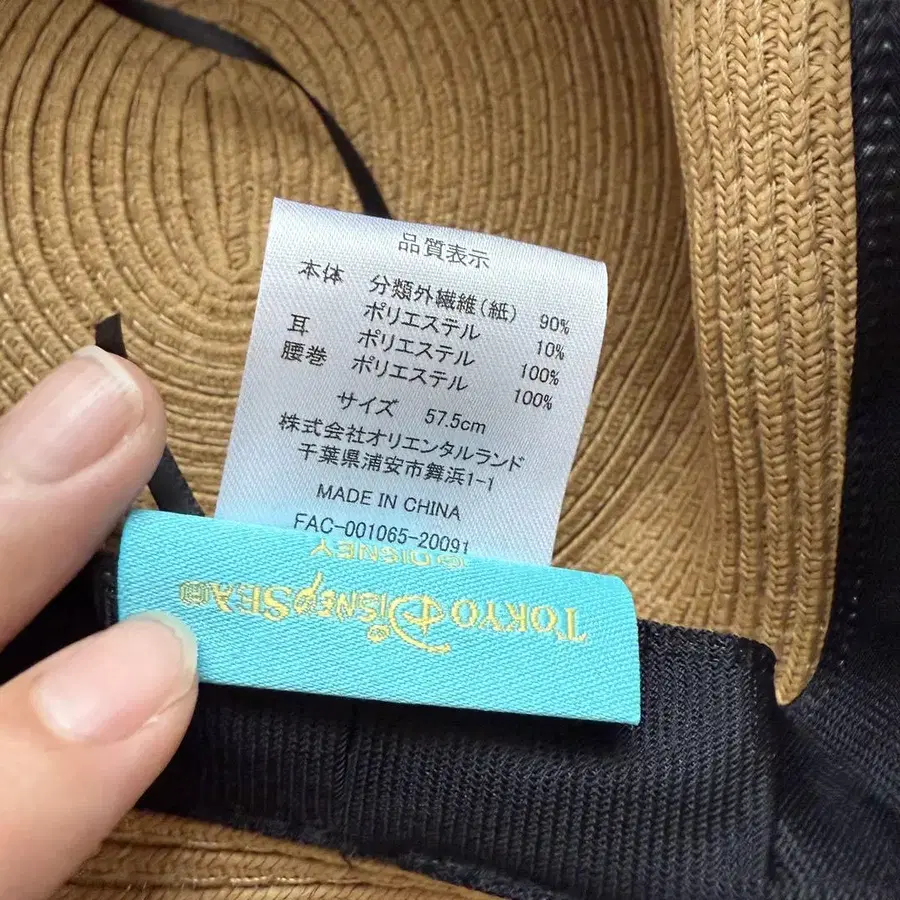 品質表示
本体 分類外繊維(紙) 90%
ポリエステル 10%
耳 ポリエステル 100%
腰巻 ポリエステル 100%
サイズ 57.5cm
株式会社オリエンタルランド
千葉県浦安市舞浜1-1
MADE IN CHINA
FAC-001065-20091
© DISNEY
TOKYO DISNEYSEA